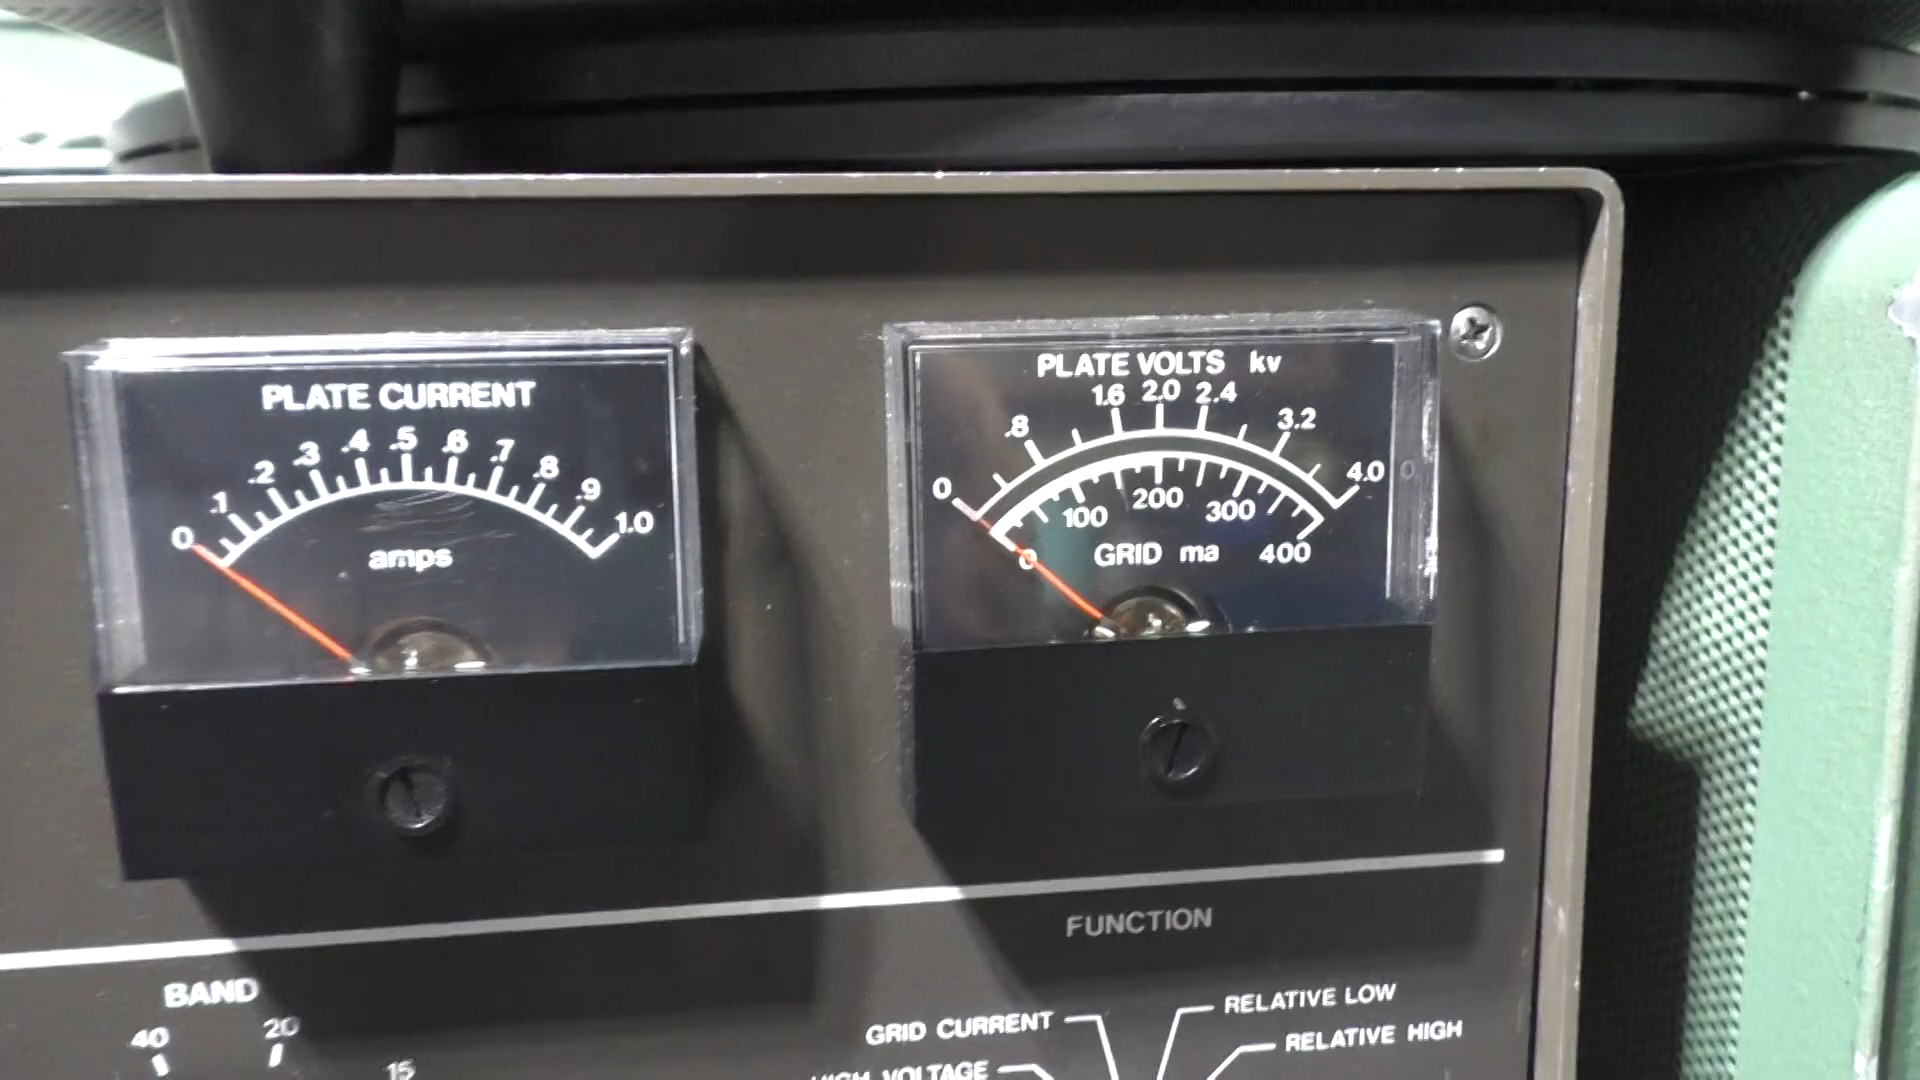 PLATE CURRENT
0 .1 .2 .3 .4 .5 .6 .7 .8 .9 1.0
amps
PLATE VOLTS kv
0 .8 1.6 2.0 2.4 3.2 4.0
0 100 200 300 400
GRID ma
FUNCTION
BAND
40 20 15
GRID CURRENT
HIGH VOLTAGE
RELATIVE LOW
RELATIVE HIGH